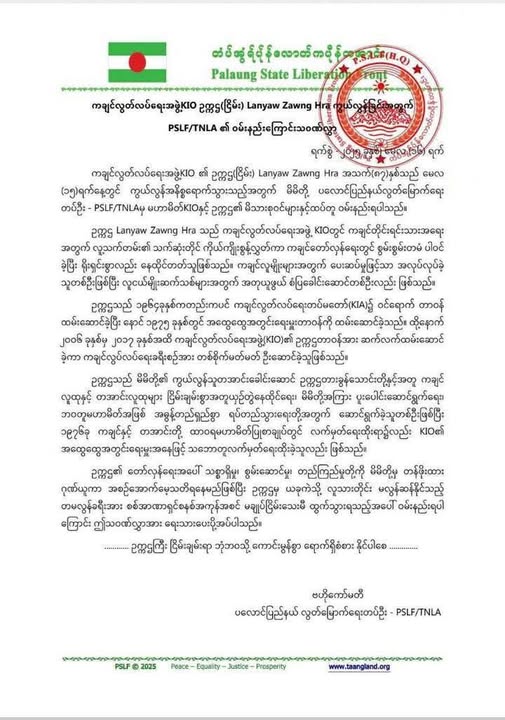 Palaung State Liberation Front
ကချင်လွတ်လပ်ရေးအဖွဲ့KIO ဥက္ကဋ္ဌ(ငြိမ်း) Lanyaw Zawng Hra ကွယ်လွန်ခြင်းအတွက်
PSLF/TNLA ၏ ဝမ်းနည်းကြောင်းသဝဏ်လွှာ
ရက်စွဲ - ၂၀၂၅ ခုနှစ်၊ မေလ (၁၆) ရက်
ကချင်လွတ်လပ်ရေးအဖွဲ့KIO ၏ ဥက္ကဋ္ဌ(ငြိမ်း) Lanyaw Zawng Hra အသက်(၈၇)နှစ်သည် မေလ
(၁၅)ရက်နေ့တွင် ကွယ်လွန်အနိစ္စရောက်သွားသည့်အတွက် မိမိတို့ ပလောင်ပြည်နယ်လွတ်မြောက်ရေး
တပ်ဦး - PSLF/TNLAမှ မဟာမိတ်KIOနှင့် ဥက္ကဋ္ဌ၏ မိသားစုဝင်များနှင့်ထပ်တူ ဝမ်းနည်းရပါသည်။
ဥက္ကဋ္ဌ Lanyaw Zawng Hra သည် ကချင်လွတ်လပ်ရေးအဖွဲ့ KIOတွင် ကချင်တိုင်းရင်းသားအရေး
အတွက် လူ့သက်တမ်း၏ သက်ဆုံးတိုင် ကိုယ်ကျိုးစွန့်လွှတ်ကာ ကချင်တော်လှန်ရေးတွင် စွမ်းစွမ်းတမံ ပါဝင်
ခဲ့ပြီး ရိုးရှင်းစွာလည်း နေထိုင်တတ်သူဖြစ်သည်။ ကချင်လူမျိုးများအတွက် ပေးဆပ်မှုဖြင့်သာ အလုပ်လုပ်ခဲ့
သူတစ်ဦးဖြစ်ပြီး လူငယ်မျိုးဆက်သစ်များအတွက် အတုယူဖွယ် စံပြခေါင်းဆောင်တစ်ဦးလည်း ဖြစ်သည်။
ဥက္ကဋ္ဌသည် ၁၉၆၄ခုနှစ်ကတည်းကပင် ကချင်လွတ်လပ်ရေးတပ်မတော်(KIA)၌ ဝင်ရောက် တာဝန်
ထမ်းဆောင်ခဲ့ပြီး နောင် ၁၉၇၅ ခုနှစ်တွင် အထွေထွေအတွင်းရေးမှူးတာဝန်ကို ထမ်းဆောင်ခဲ့သည်။ ထို့နောက်
၂၀၀၆ ခုနှစ်မှ ၂၀၁၇ ခုနှစ်အထိ ကချင်လွတ်လပ်ရေးအဖွဲ့(KIO)၏ ဥက္ကဋ္ဌတာဝန်အား ဆက်လက်ထမ်းဆောင်
ခဲ့ကာ ကချင်လွပ်လပ်ရေးခရီးစဉ်အား တစ်စိုက်မတ်မတ် ဦးဆောင်ခဲ့သူဖြစ်သည်။
ဥက္ကဋ္ဌသည် မိမိတို့၏ ကွယ်လွန်သူတအာင်းခေါင်းဆောင် ဥက္ကဋ္ဌတားခွန်သောင်းတို့နှင့်အတူ ကချင်
လူထုနှင့် တအာင်းလူထုများ ငြိမ်းချမ်းစွာအတူယှဉ်တွဲနေထိုင်ရေး၊ မိမိတို့အကြား ပူးပေါင်းဆောင်ရွက်ရေး၊
ဘဝတူမဟာမိတ်အဖြစ် အခွန့်တည်ရှည်စွာ ရပ်တည်သွားရေးတို့အတွက် ဆောင်ရွက်ခဲ့သူတစ်ဦးဖြစ်ပြီး
၁၉၇၆ခု ကချင်နှင့် တအာင်းတို့ ထာဝရမဟာမိတ်ပြုစာချုပ်တွင် လက်မှတ်ရေးထိုးရာ၌လည်း KIO၏
အထွေထွေအတွင်းရေးမှူးအနေဖြင့် သဘောတူလက်မှတ်ရေးထိုးခဲ့သူလည်း ဖြစ်သည်။
ဥက္ကဋ္ဌ၏ တော်လှန်ရေးအပေါ် သစ္စာရှိမှု၊ စွမ်းဆောင်မှု၊ တည်ကြည်မှုတို့ကို မိမိတို့မှ တန်ဖိုးထား
ဂုဏ်ယူကာ အစဉ်အောက်မေ့သတိရနေမည်ဖြစ်ပြီး ဥက္ကဋ္ဌမှ ယခုကဲ့သို့ လူသားတိုင်း မလွန်ဆန်နိုင်သည့်
တမလွန်ခရီးအား စစ်အာဏာရှင်စနစ်အကုန်အစင် မချုပ်ငြိမ်းသေးမီ ထွက်သွားရသည့်အပေါ် ဝမ်းနည်းရပါ
ကြောင်း ဤသဝဏ်လွှာအား ရေးသားပေးပို့အပ်ပါသည်။
............ ဥက္ကဋ္ဌကြီး ငြိမ်းချမ်းရာ ဘုံဘဝသို့ ကောင်းမွန်စွာ ရောက်ရှိစံစား နိုင်ပါစေ .............
ဗဟိုကော်မတီ
ပလောင်ပြည်နယ် လွတ်မြောက်ရေးတပ်ဦး - PSLF/TNLA
PSLF © 2025 Peace – Equality – Justice – Prosperity www.taangland.org